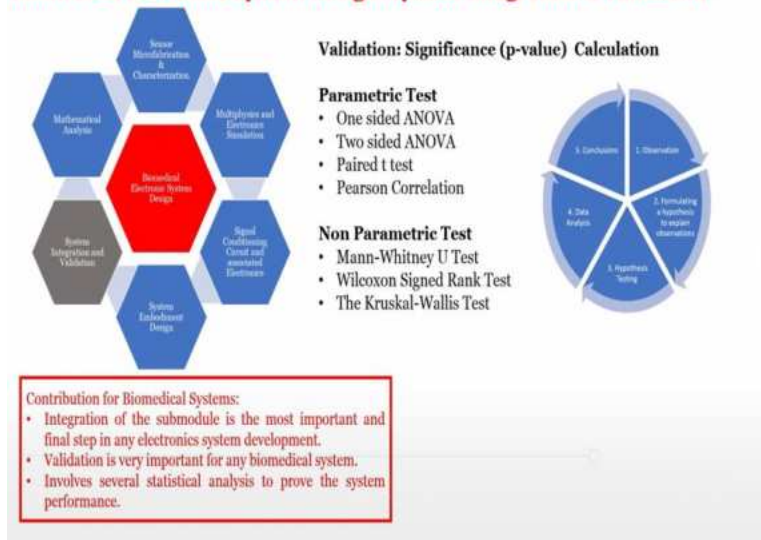 Sensor
Microfabrication
&
Characterization.
Mathematical
Analysis
Multiphysics and
Electronics
Simulation
Biomedical
Electronic System
Design
System
Integration and
Validation
Signal
Conditioning
Circuit and
associated
Electronics
System
Embodiment
Design
Validation: Significance (p-value) Calculation
Parametric Test
• One sided ANOVA
• Two sided ANOVA
• Paired t test
• Pearson Correlation
Non Parametric Test
• Mann-Whitney U Test
• Wilcoxon Signed Rank Test
• The Kruskal-Wallis Test
1. Observation
2. Formulating
a hypothesis
to explain
observations
3. Hypothesis
Testing
4. Data
Analysis
5. Conclusions
Contribution for Biomedical Systems:
• Integration of the submodule is the most important and
final step in any electronics system development.
• Validation is very important for any biomedical system.
• Involves several statistical analysis to prove the system
performance.